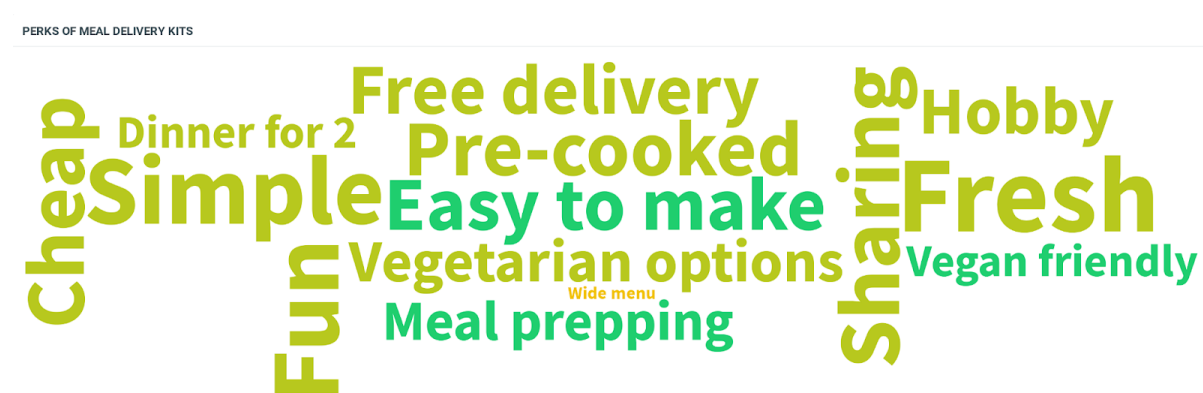 PERKS OF MEAL DELIVERY KITS
Free delivery
Hobby
Cheap
Dinner for 2
Pre-cooked
sharing
Simple
Easy to make
Fresh
Vegetarian options
Vegan friendly
Fun
Wide menu
Meal prepping